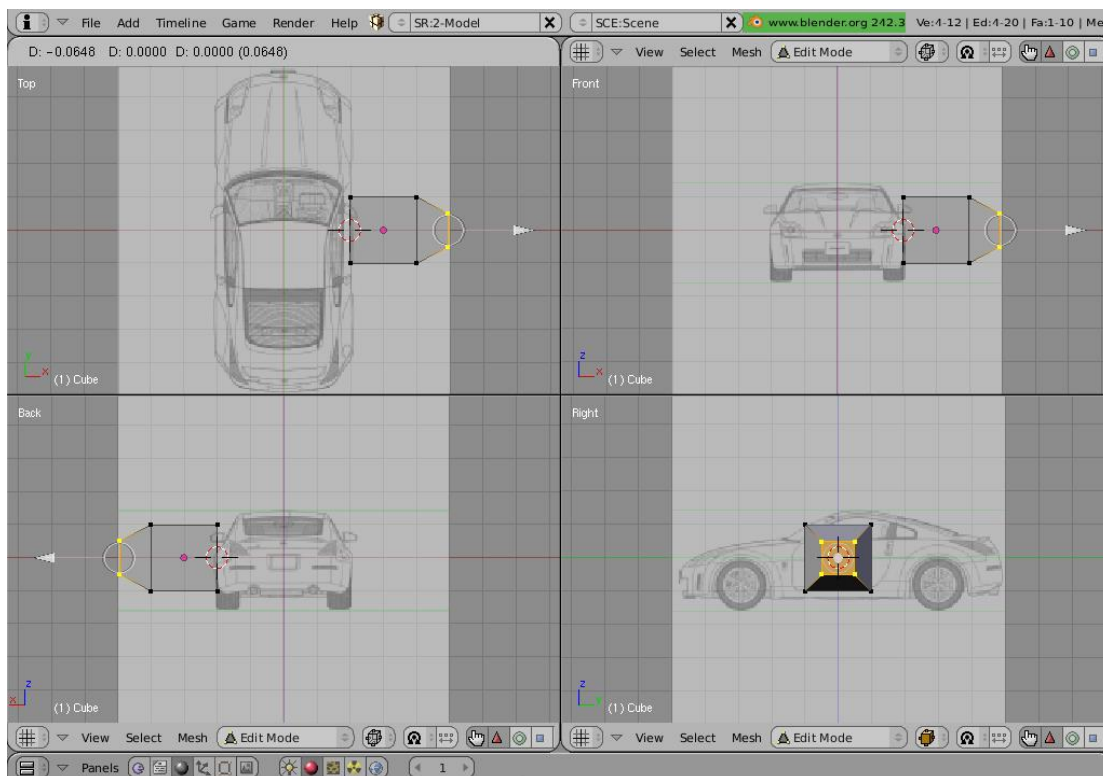 File Add Timeline Game Render Help SR:2-Model X SCE:Scene X www.blender.org 242.3 Ve:4-12 | Ed:4-20 | Fa:1-10 | Me
D: -0.0648 D: 0.0000 D: 0.0000 (0.0648)
View Select Mesh Edit Mode
Top
Front
y
x
(1) Cube
z
x
(1) Cube
Back
Right
z
x
(1) Cube
z
y
(1) Cube
View Select Mesh Edit Mode
View Select Mesh Edit Mode
Panels 1